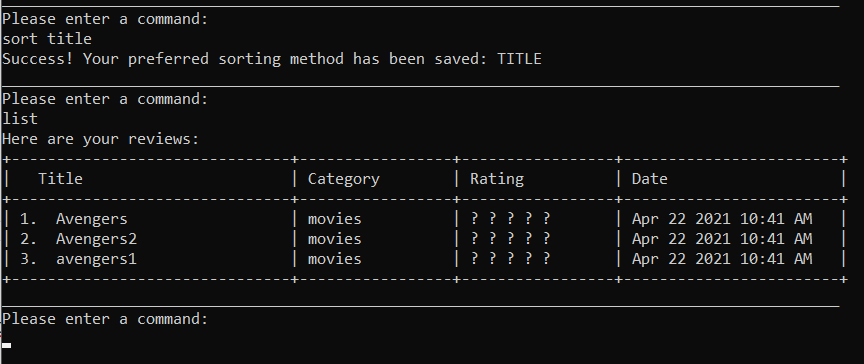 Please enter a command:
sort title
Success! Your preferred sorting method has been saved: TITLE
Please enter a command:
list
Here are your reviews:
+-------------------------------+-----------------+-----------------+------------------------+
|   Title                       | Category        | Rating          | Date                   |
+-------------------------------+-----------------+-----------------+------------------------+
| 1.  Avengers                  | movies          | ? ? ? ? ?       | Apr 22 2021 10:41 AM   |
| 2.  Avengers2                 | movies          | ? ? ? ? ?       | Apr 22 2021 10:41 AM   |
| 3.  avengers1                 | movies          | ? ? ? ? ?       | Apr 22 2021 10:41 AM   |
+-------------------------------+-----------------+-----------------+------------------------+
Please enter a command: